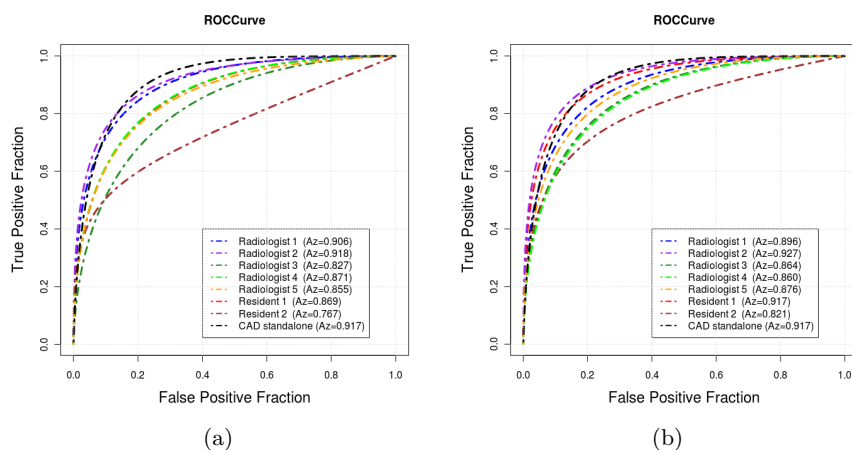 ROCCurve
True Positive Fraction
1.0
0.8
0.6
0.4
0.2
0.0
Radiologist 1 (Az=0.906)
Radiologist 2 (Az=0.918)
Radiologist 3 (Az=0.827)
Radiologist 4 (Az=0.871)
Radiologist 5 (Az=0.855)
Resident 1 (Az=0.869)
Resident 2 (Az=0.767)
CAD standalone (Az=0.917)
0.0 0.2 0.4 0.6 0.8 1.0
False Positive Fraction
(a)
ROCCurve
True Positive Fraction
1.0
0.8
0.6
0.4
0.2
0.0
Radiologist 1 (Az=0.896)
Radiologist 2 (Az=0.927)
Radiologist 3 (Az=0.864)
Radiologist 4 (Az=0.860)
Radiologist 5 (Az=0.876)
Resident 1 (Az=0.917)
Resident 2 (Az=0.821)
CAD standalone (Az=0.917)
0.0 0.2 0.4 0.6 0.8 1.0
False Positive Fraction
(b)